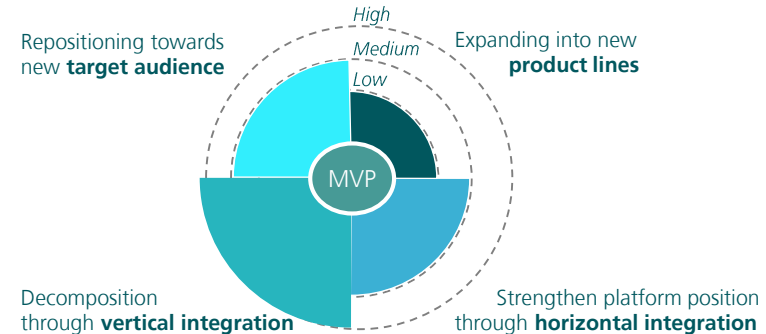 High
Repositioning towards
new target audience
Medium
Expanding into new
product lines
Low
MVP
Decomposition
through vertical integration
Strengthen platform position
through horizontal integration